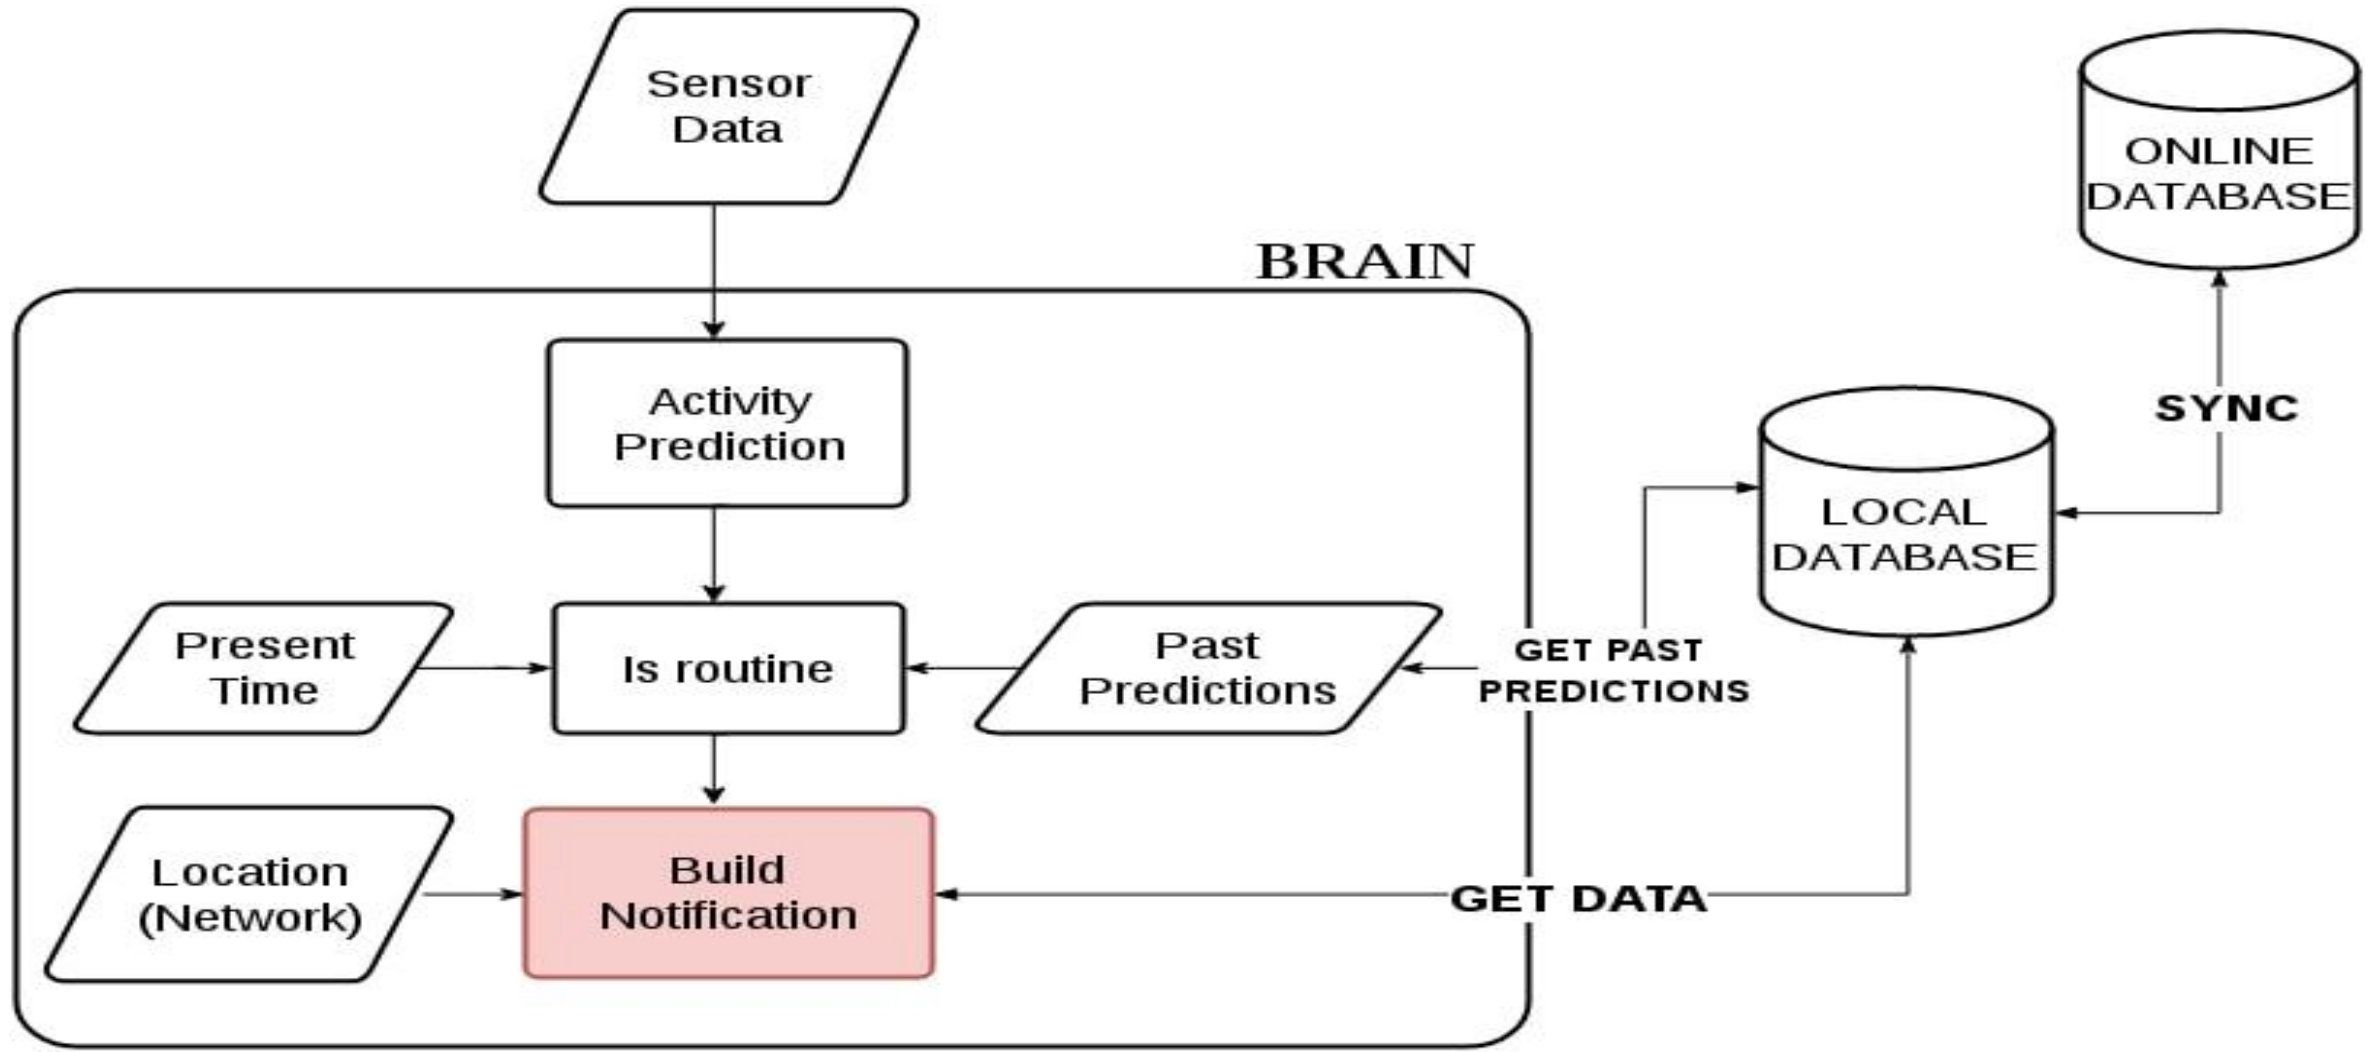 Sensor
Data
ONLINE
DATABASE
BRAIN
Activity
Prediction
SYNC
LOCAL
DATABASE
Present
Time
Is routine
Past
Predictions
GET PAST
PREDICTIONS
Location
(Network)
Build
Notification
GET DATA